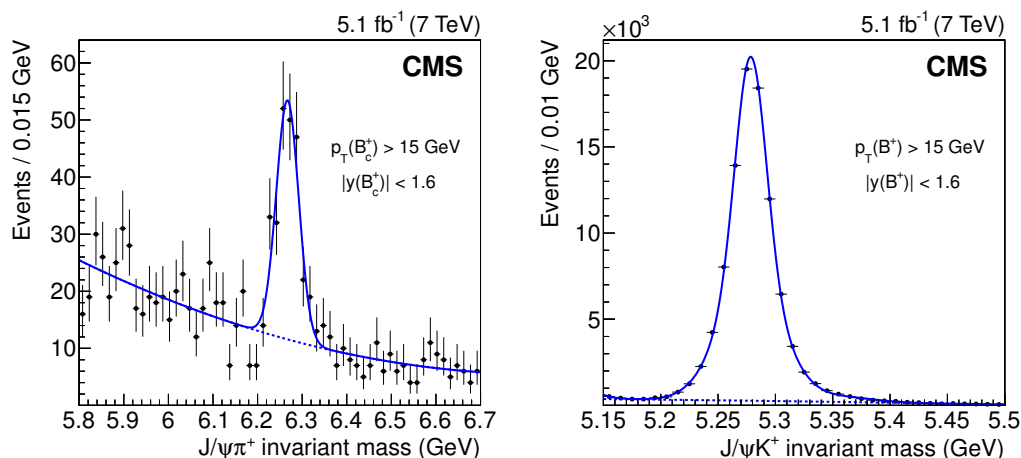 5.1 fb⁻¹ (7 TeV)
CMS
p_T(B_c⁺) > 15 GeV
|y(B_c⁺)| < 1.6
Events / 0.015 GeV
60
50
40
30
20
10
5.8 5.9 6 6.1 6.2 6.3 6.4 6.5 6.6 6.7
J/ψπ⁺ invariant mass (GeV)
×10³
5.1 fb⁻¹ (7 TeV)
CMS
p_T(B⁺) > 15 GeV
|y(B⁺)| < 1.6
Events / 0.01 GeV
20
15
10
5
5.15 5.2 5.25 5.3 5.35 5.4 5.45 5.5
J/ψK⁺ invariant mass (GeV)